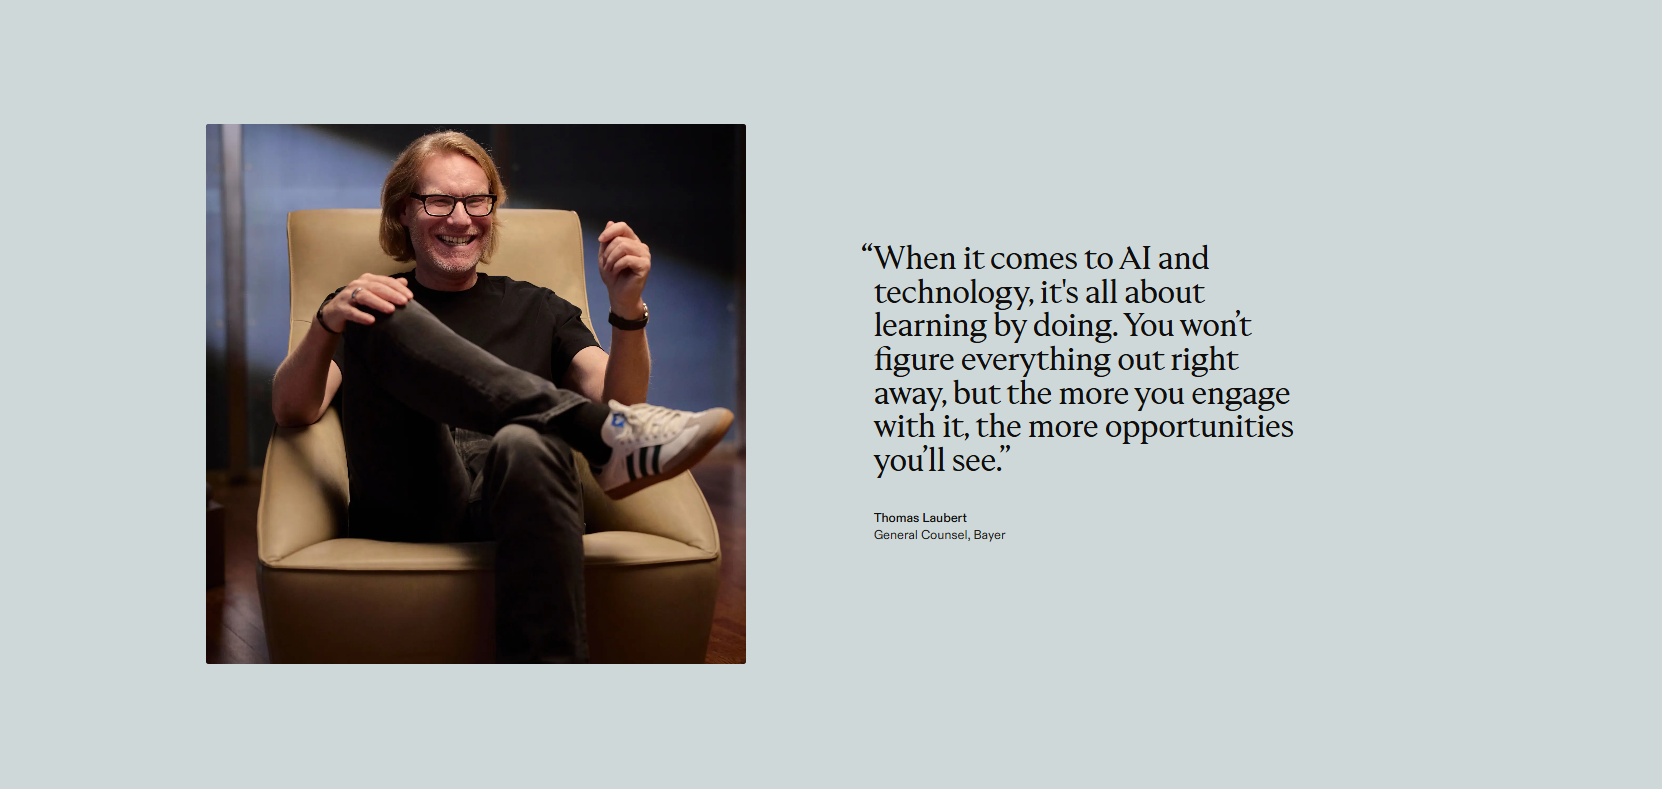 “When it comes to AI and
technology, it's all about
learning by doing. You won’t
figure everything out right
away, but the more you engage
with it, the more opportunities
you’ll see.”
Thomas Laubert
General Counsel, Bayer